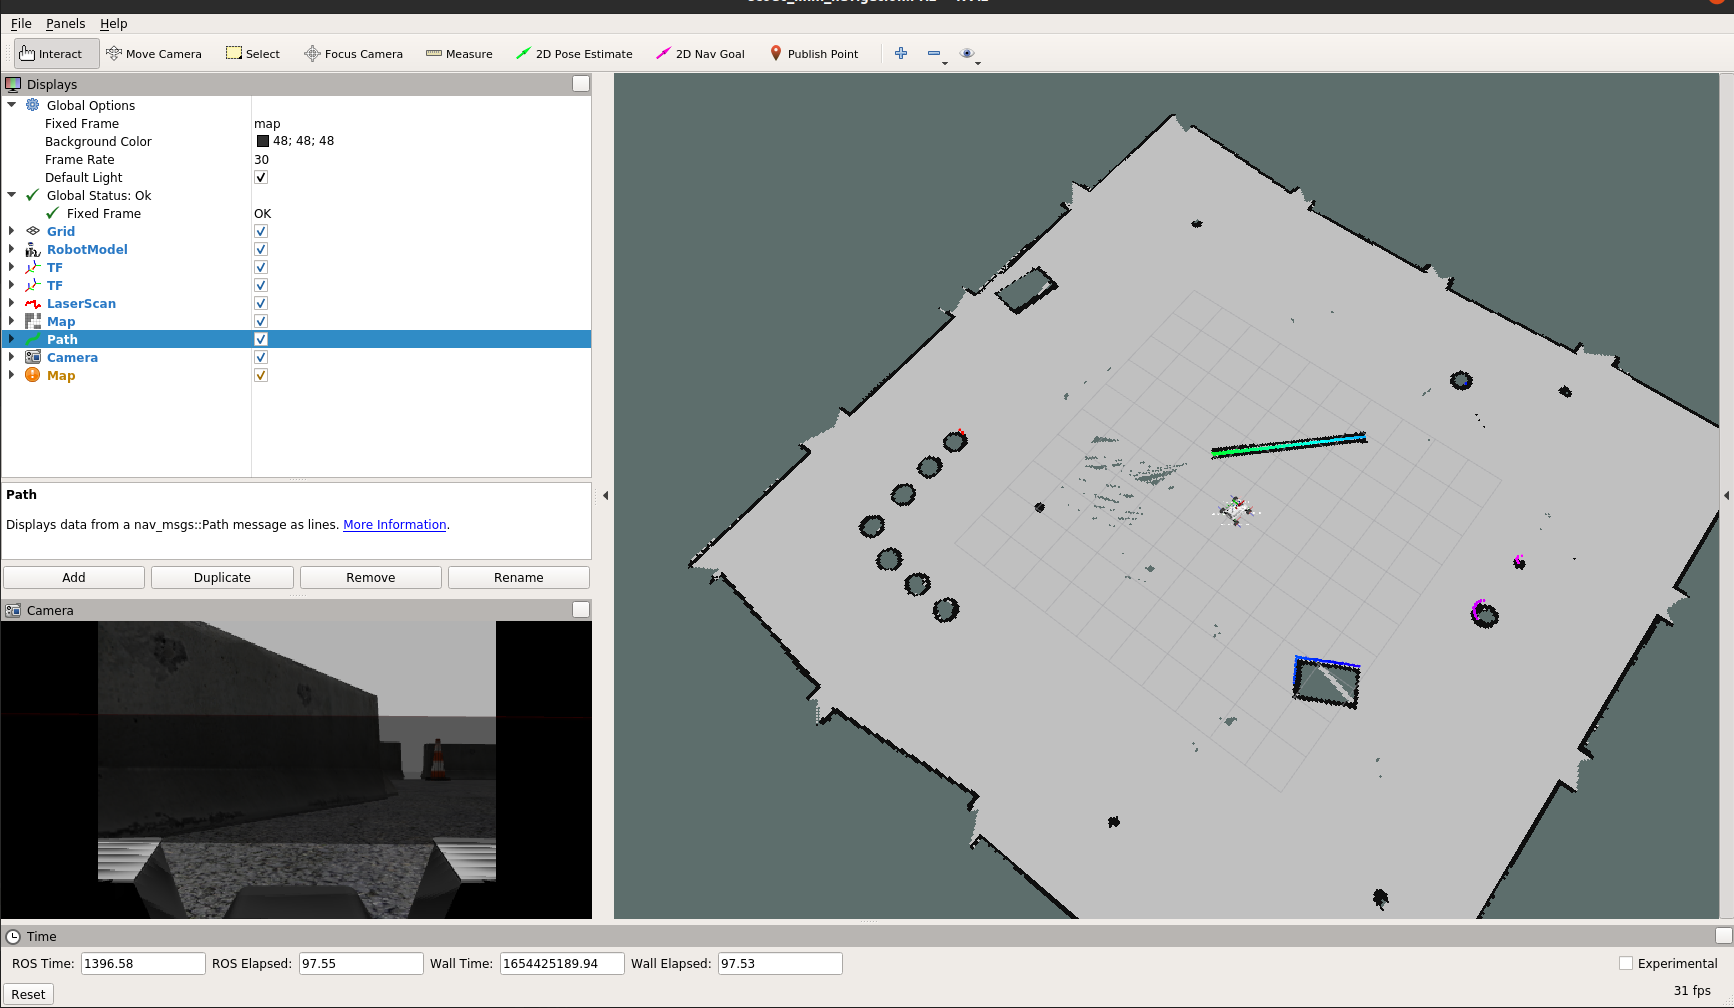 File Panels Help
Interact Move Camera Select Focus Camera Measure 2D Pose Estimate 2D Nav Goal Publish Point
Displays
Global Options
Fixed Frame map
Background Color 48; 48; 48
Frame Rate 30
Default Light
Global Status: Ok
Fixed Frame OK
Grid
RobotModel
TF
TF
LaserScan
Map
Path
Camera
Map
Path
Displays data from a nav_msgs::Path message as lines. More Information.
Add Duplicate Remove Rename
Camera
Time
ROS Time: 1396.58 ROS Elapsed: 97.55 Wall Time: 1654425189.94 Wall Elapsed: 97.53 Experimental
Reset 31 fps